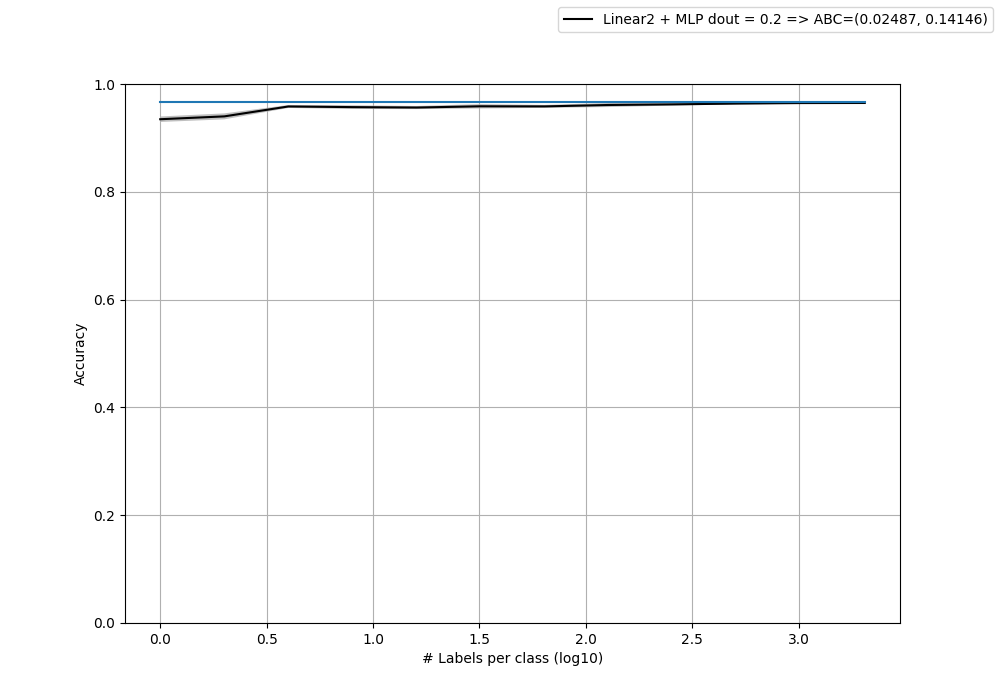 Linear2 + MLP dout = 0.2 => ABC=(0.02487, 0.14146)
1.0
0.8
0.6
0.4
0.2
0.0
Accuracy
0.0 0.5 1.0 1.5 2.0 2.5 3.0
# Labels per class (log10)